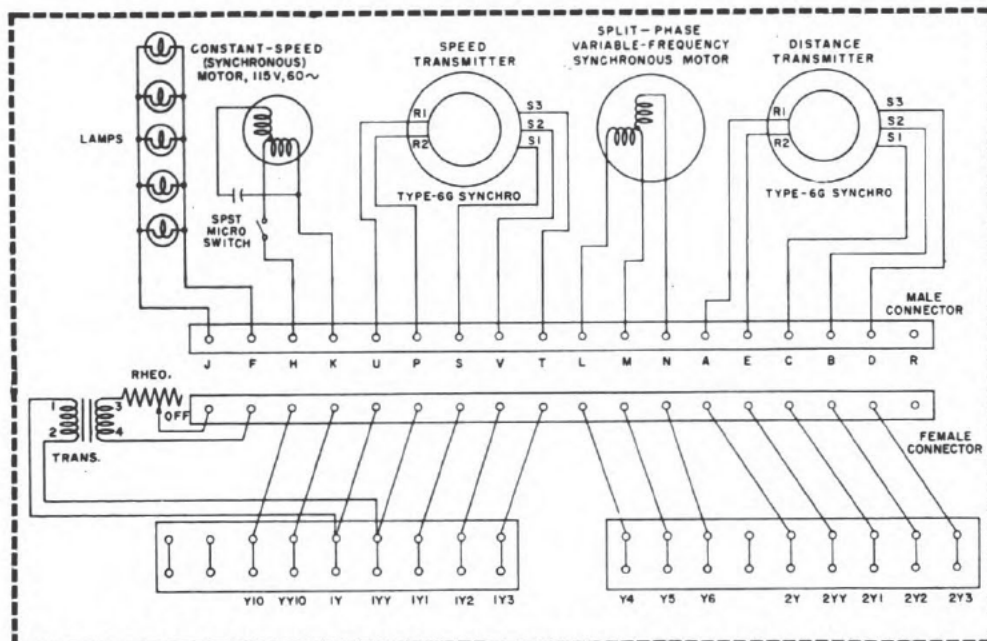 CONSTANT-SPEED
(SYNCHRONOUS)
MOTOR, 115V, 60~
SPEED
TRANSMITTER
SPLIT-PHASE
VARIABLE-FREQUENCY
SYNCHRONOUS MOTOR
DISTANCE
TRANSMITTER
LAMPS
R1
R2
S3
S2
S1
R1
R2
S3
S2
S1
TYPE-6G SYNCHRO
TYPE-6G SYNCHRO
SPST
MICRO
SWITCH
MALE
CONNECTOR
J F H K U P S V T L M N A E C B D R
RHEO.
OFF
1 3
2 4
TRANS.
FEMALE
CONNECTOR
Y10 YY10 1Y 1YY 1Y1 1Y2 1Y3 Y4 Y5 Y6 2Y 2YY 2Y1 2Y2 2Y3